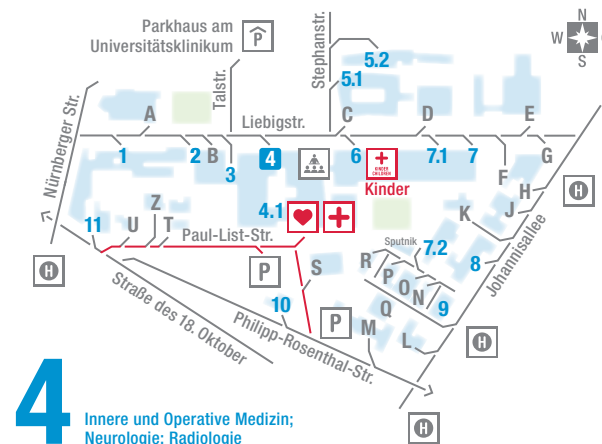 Parkhaus am
Universitätsklinikum
P
N
W
S
Nürnberger Str.
Talstr.
Stephanstr.
5.2
5.1
A
Liebigstr.
C
D
E
1
2
B
3
4
6
KINDER
CHILDREN
Kinder
7.1
7
F
G
H
J
K
H
Johannisallee
4.1
11
U
Z
T
Paul-List-Str.
H
P
S
Sputnik
7.2
R
P
O
N
Q
9
8
10
P
M
L
H
Straße des 18. Oktober
Philipp-Rosenthal-Str.
H
4
Innere und Operative Medizin;
Neurologie; Radiologie